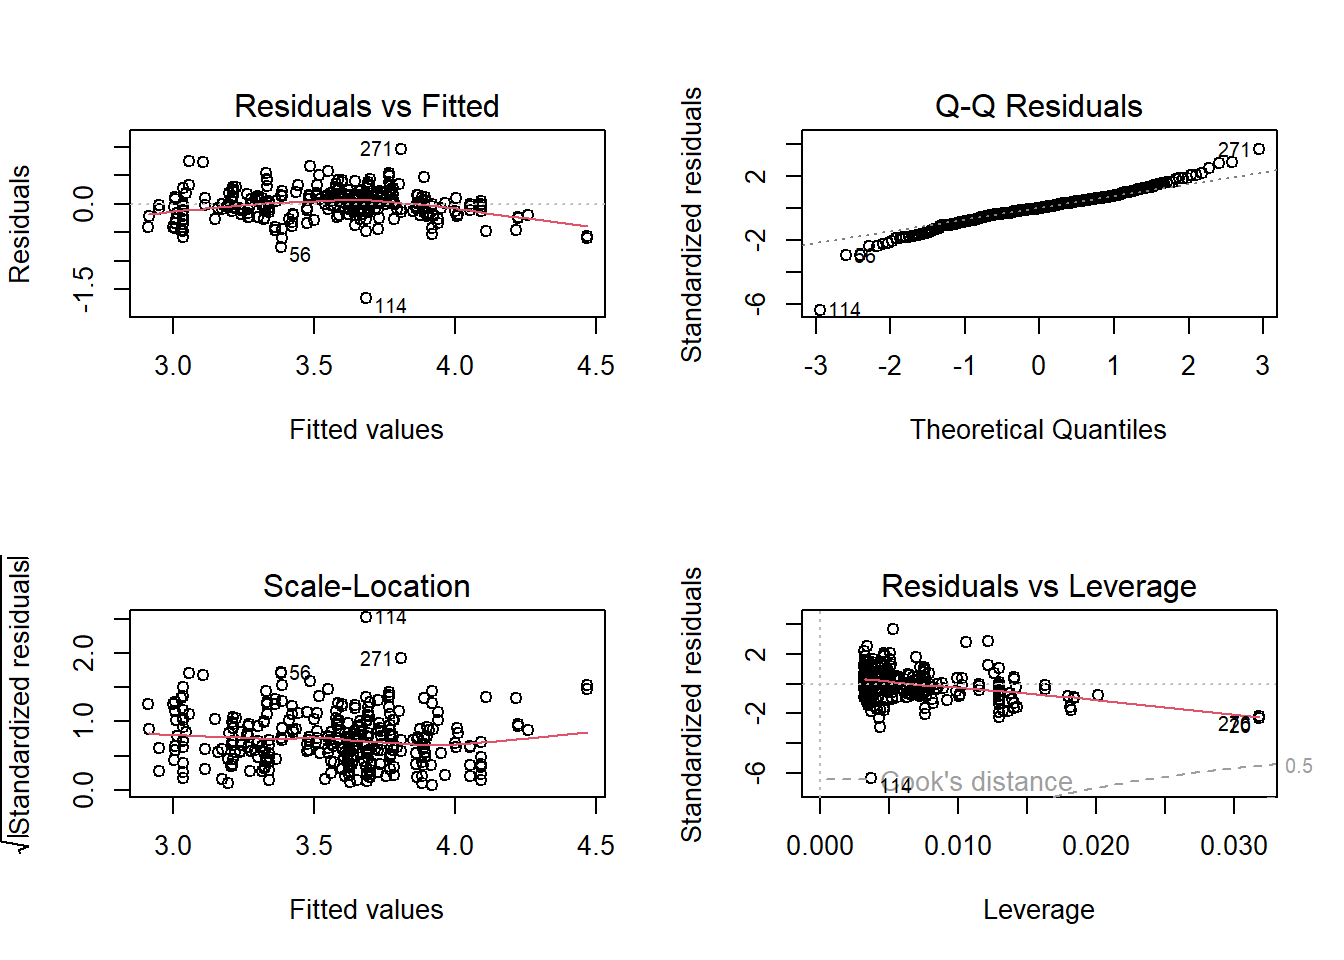 Residuals vs Fitted
Residuals
0.0
-1.5
271
56
114
3.0 3.5 4.0 4.5
Fitted values
Q-Q Residuals
Standardized residuals
2
-2
-6
271
56
114
-3 -2 -1 0 1 2 3
Theoretical Quantiles
Scale-Location
√|Standardized residuals|
2.0
1.0
0.0
114
271
56
3.0 3.5 4.0 4.5
Fitted values
Residuals vs Leverage
Standardized residuals
2
-2
-6
114
Cook's distance
0.5
0.000 0.010 0.020 0.030
Leverage